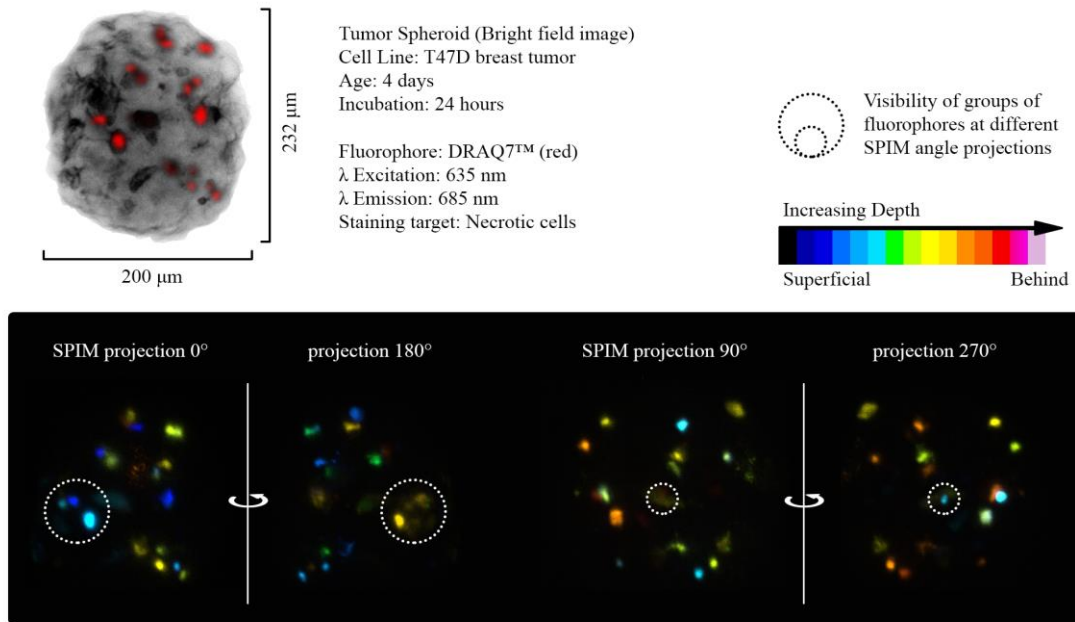 Tumor Spheroid (Bright field image)
Cell Line: T47D breast tumor
Age: 4 days
Incubation: 24 hours
Fluorophore: DRAQ7™ (red)
λ Excitation: 635 nm
λ Emission: 685 nm
Staining target: Necrotic cells
232 μm
200 μm
Visibility of groups of
fluorophores at different
SPIM angle projections
Increasing Depth
Superficial Behind
SPIM projection 0°
projection 180°
SPIM projection 90°
projection 270°